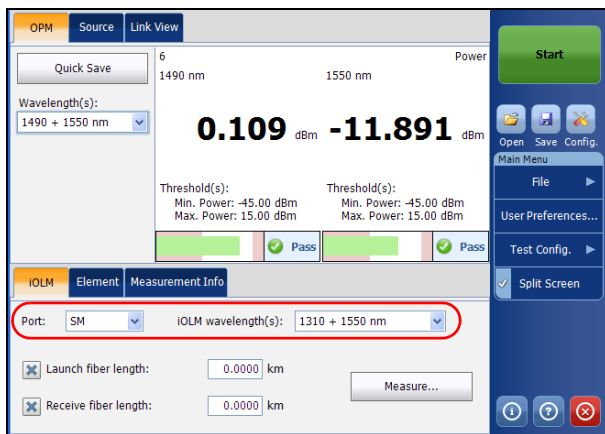 OPM Source Link View
Quick Save
Wavelength(s):
1490 + 1550 nm
6 Power
1490 nm 1550 nm
0.109 dBm -11.891 dBm
Threshold(s): Threshold(s):
Min. Power: -45.00 dBm Min. Power: -45.00 dBm
Max. Power: 15.00 dBm Max. Power: 15.00 dBm
Pass Pass
iOLM Element Measurement Info
Port: SM iOLM wavelength(s): 1310 + 1550 nm
Launch fiber length: 0.0000 km
Measure...
Receive fiber length: 0.0000 km
Start
Open Save Config.
Main Menu
File
User Preferences...
Test Config.
Split Screen